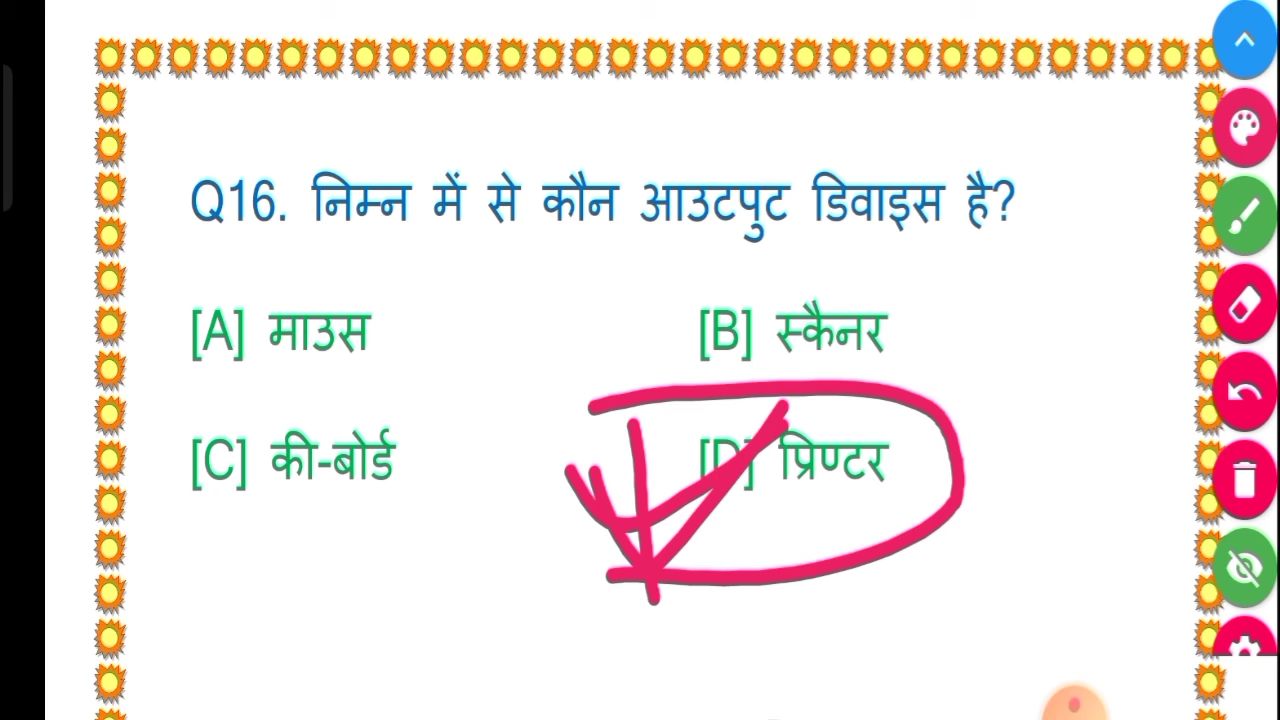 Q16. निम्न में से कौन आउटपुट डिवाइस है?
[A] माउस [B] स्कैनर
[C] की-बोर्ड [D] प्रिण्टर